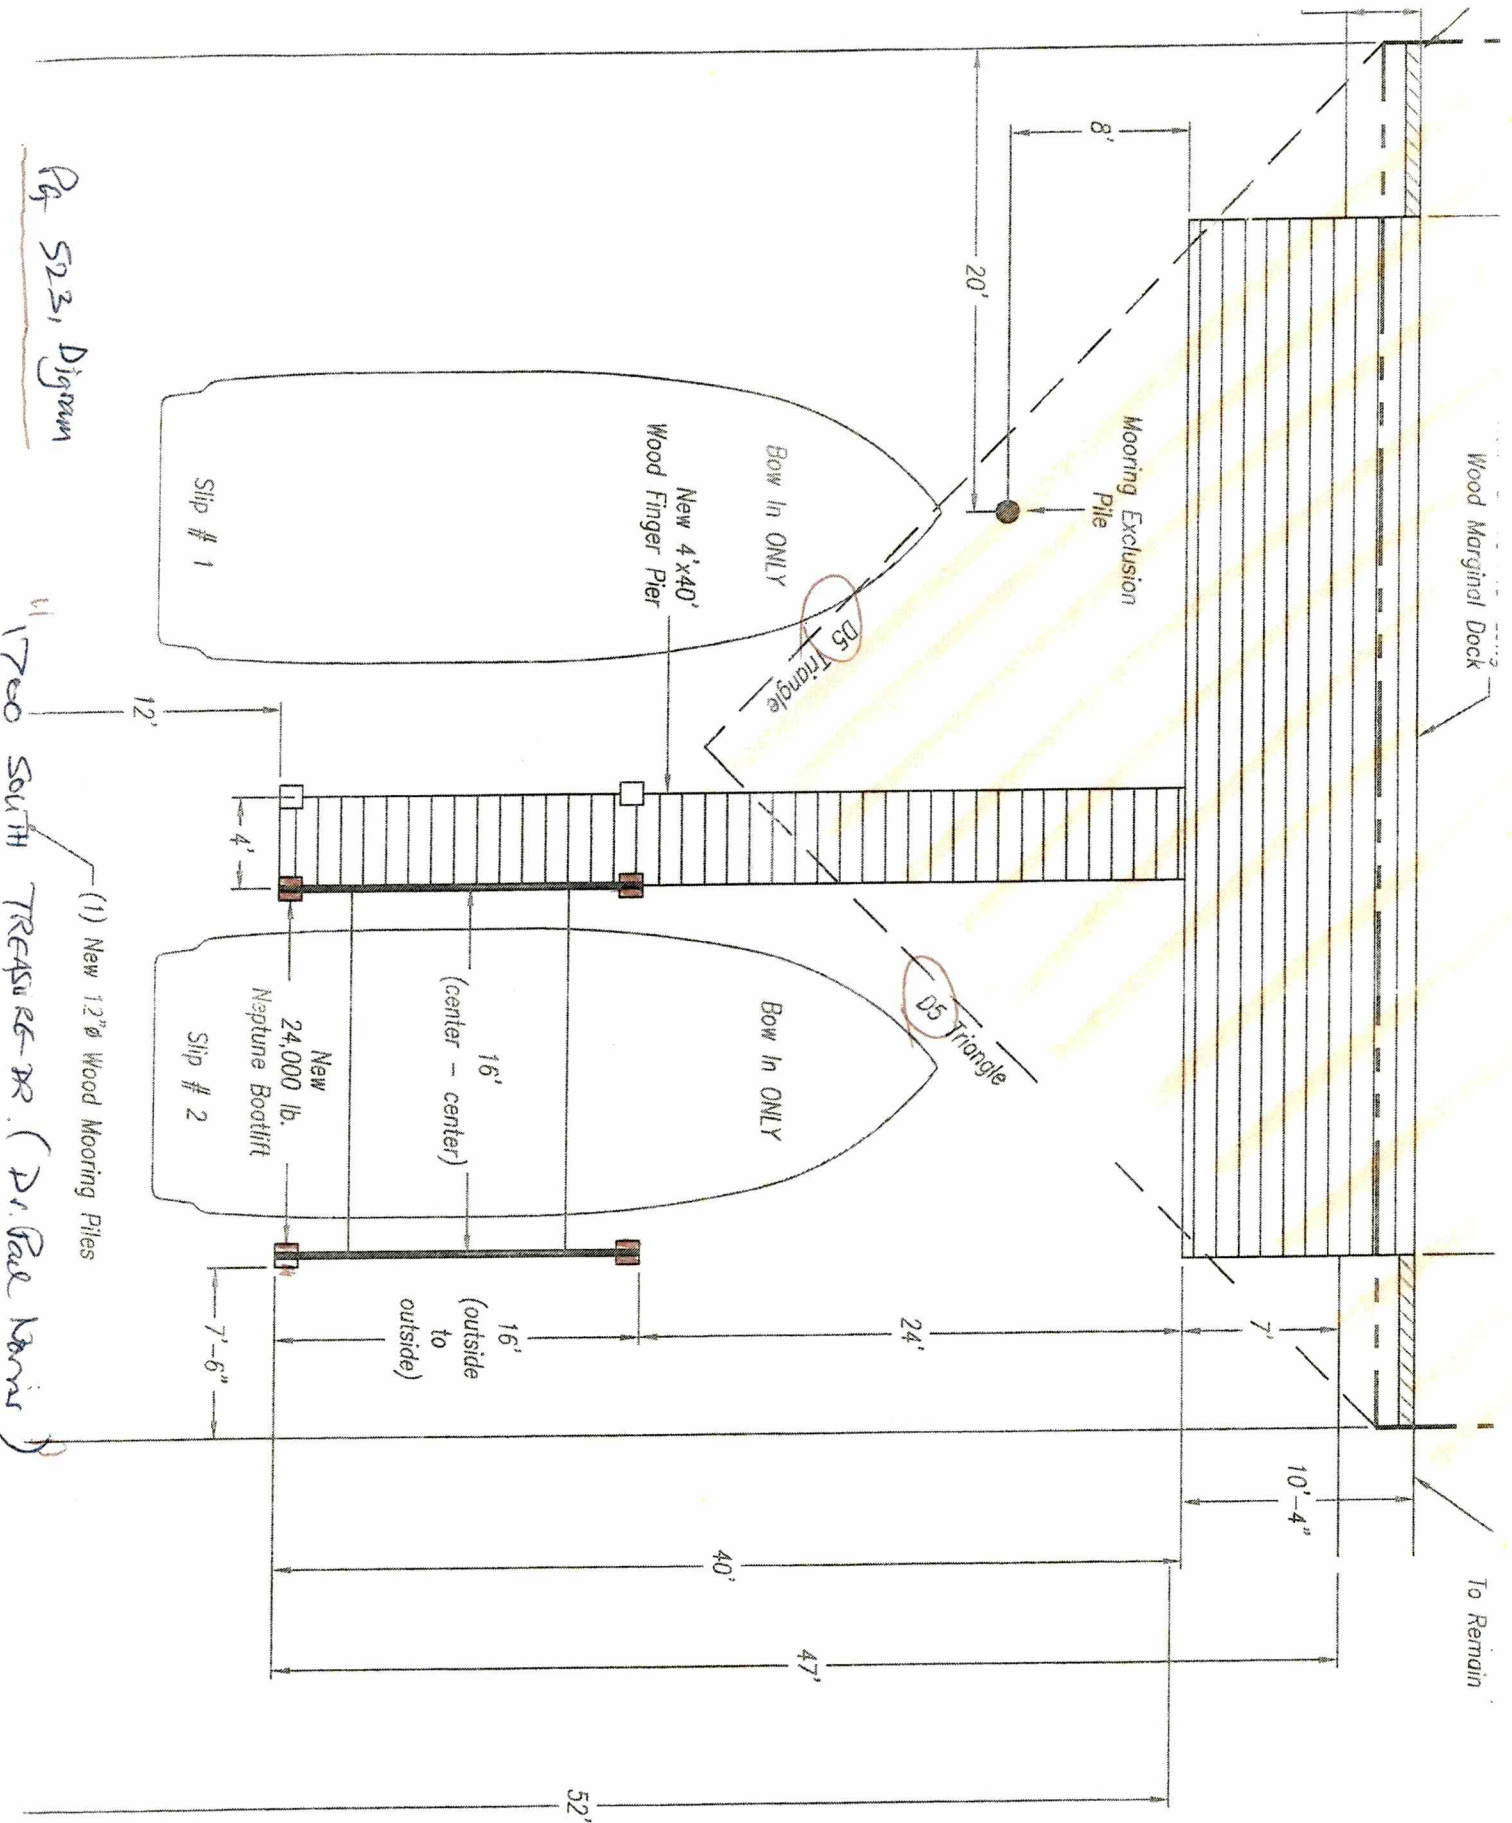 Wood Marginal Dock
To Remain
8'
20'
Mooring Exclusion
Pile
7'
10'-4"
Bow In ONLY
New 4'x40'
Wood Finger Pier
D5 Triangle
D5 Triangle
Bow In ONLY
24'
40'
47'
52'
Slip # 1
12'
4'
16'
(center - center)
New
24,000 lb.
Neptune Boatlift
Slip # 2
16'
(outside
to
outside)
7'-6"
(1) New 12"ø Wood Mooring Piles
Pg 523, Digram
"1700 SOUTH TREASURE DR. (Dr. Paul